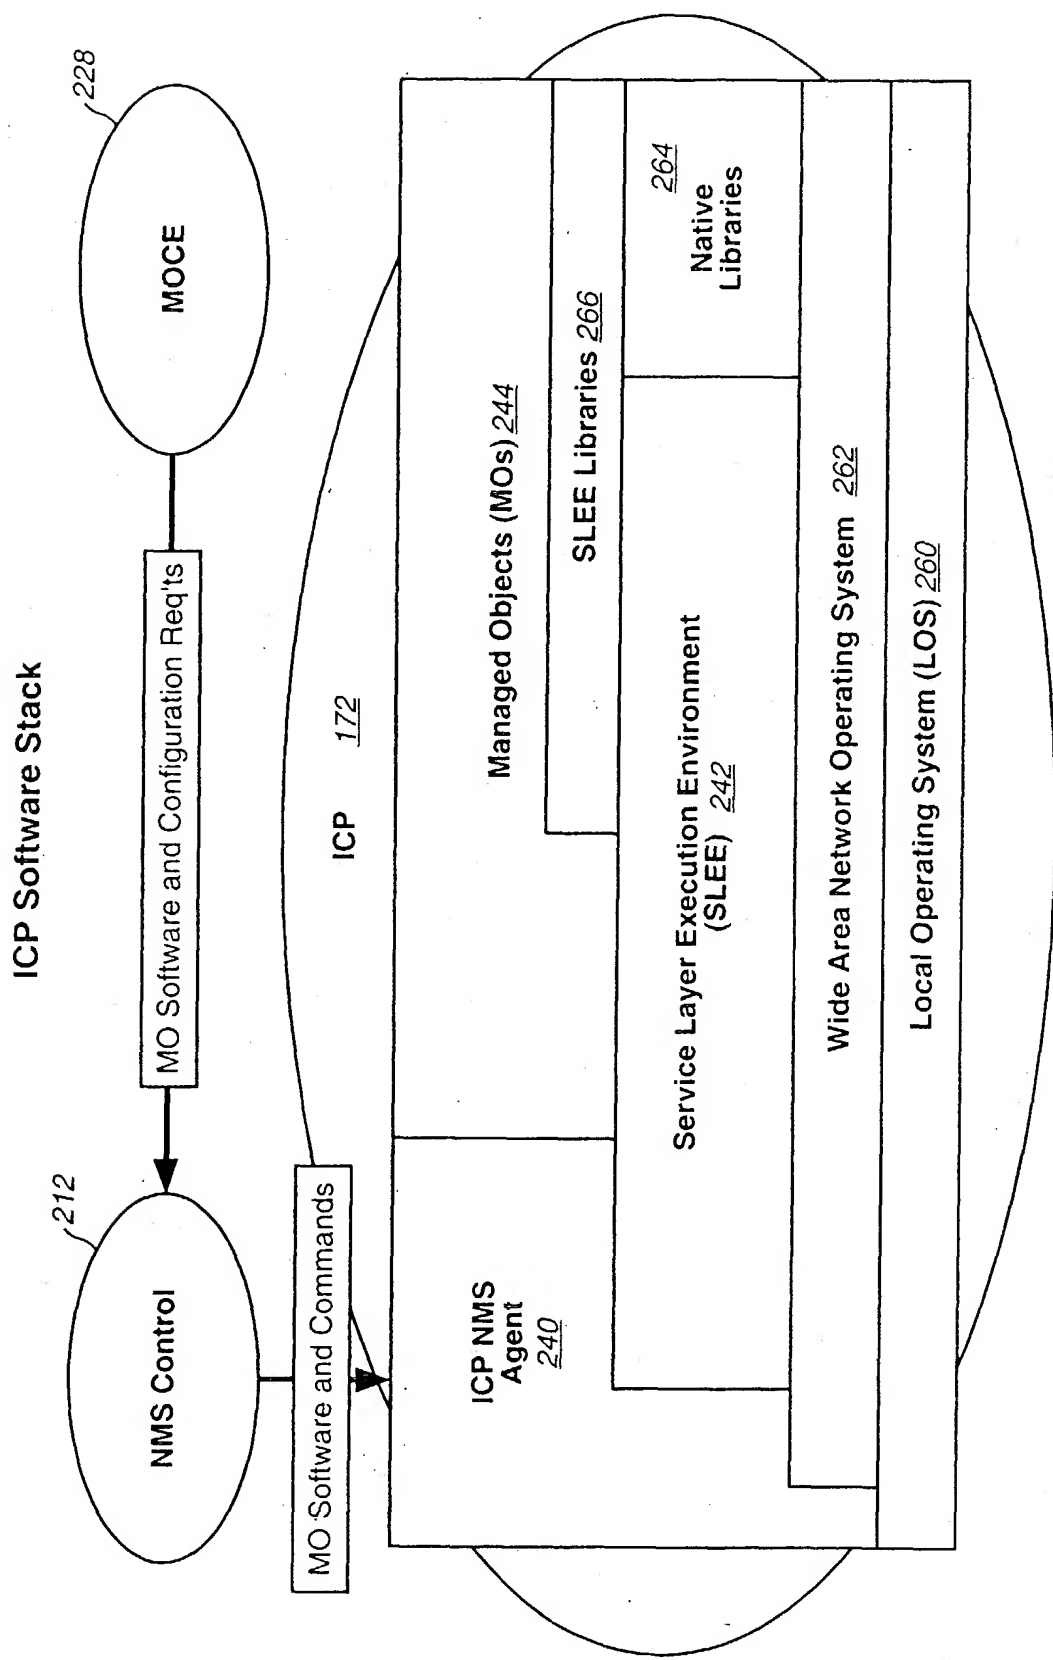 ICP Software Stack
212
NMS Control
MO Software and Configuration Req'ts
MOCE
228
MO Software and Commands
ICP 172
ICP NMS
Agent
240
Managed Objects (MOs) 244
SLEE Libraries 266
Service Layer Execution Environment
(SLEE) 242
264
Native
Libraries
Wide Area Network Operating System 262
Local Operating System (LOS) 260